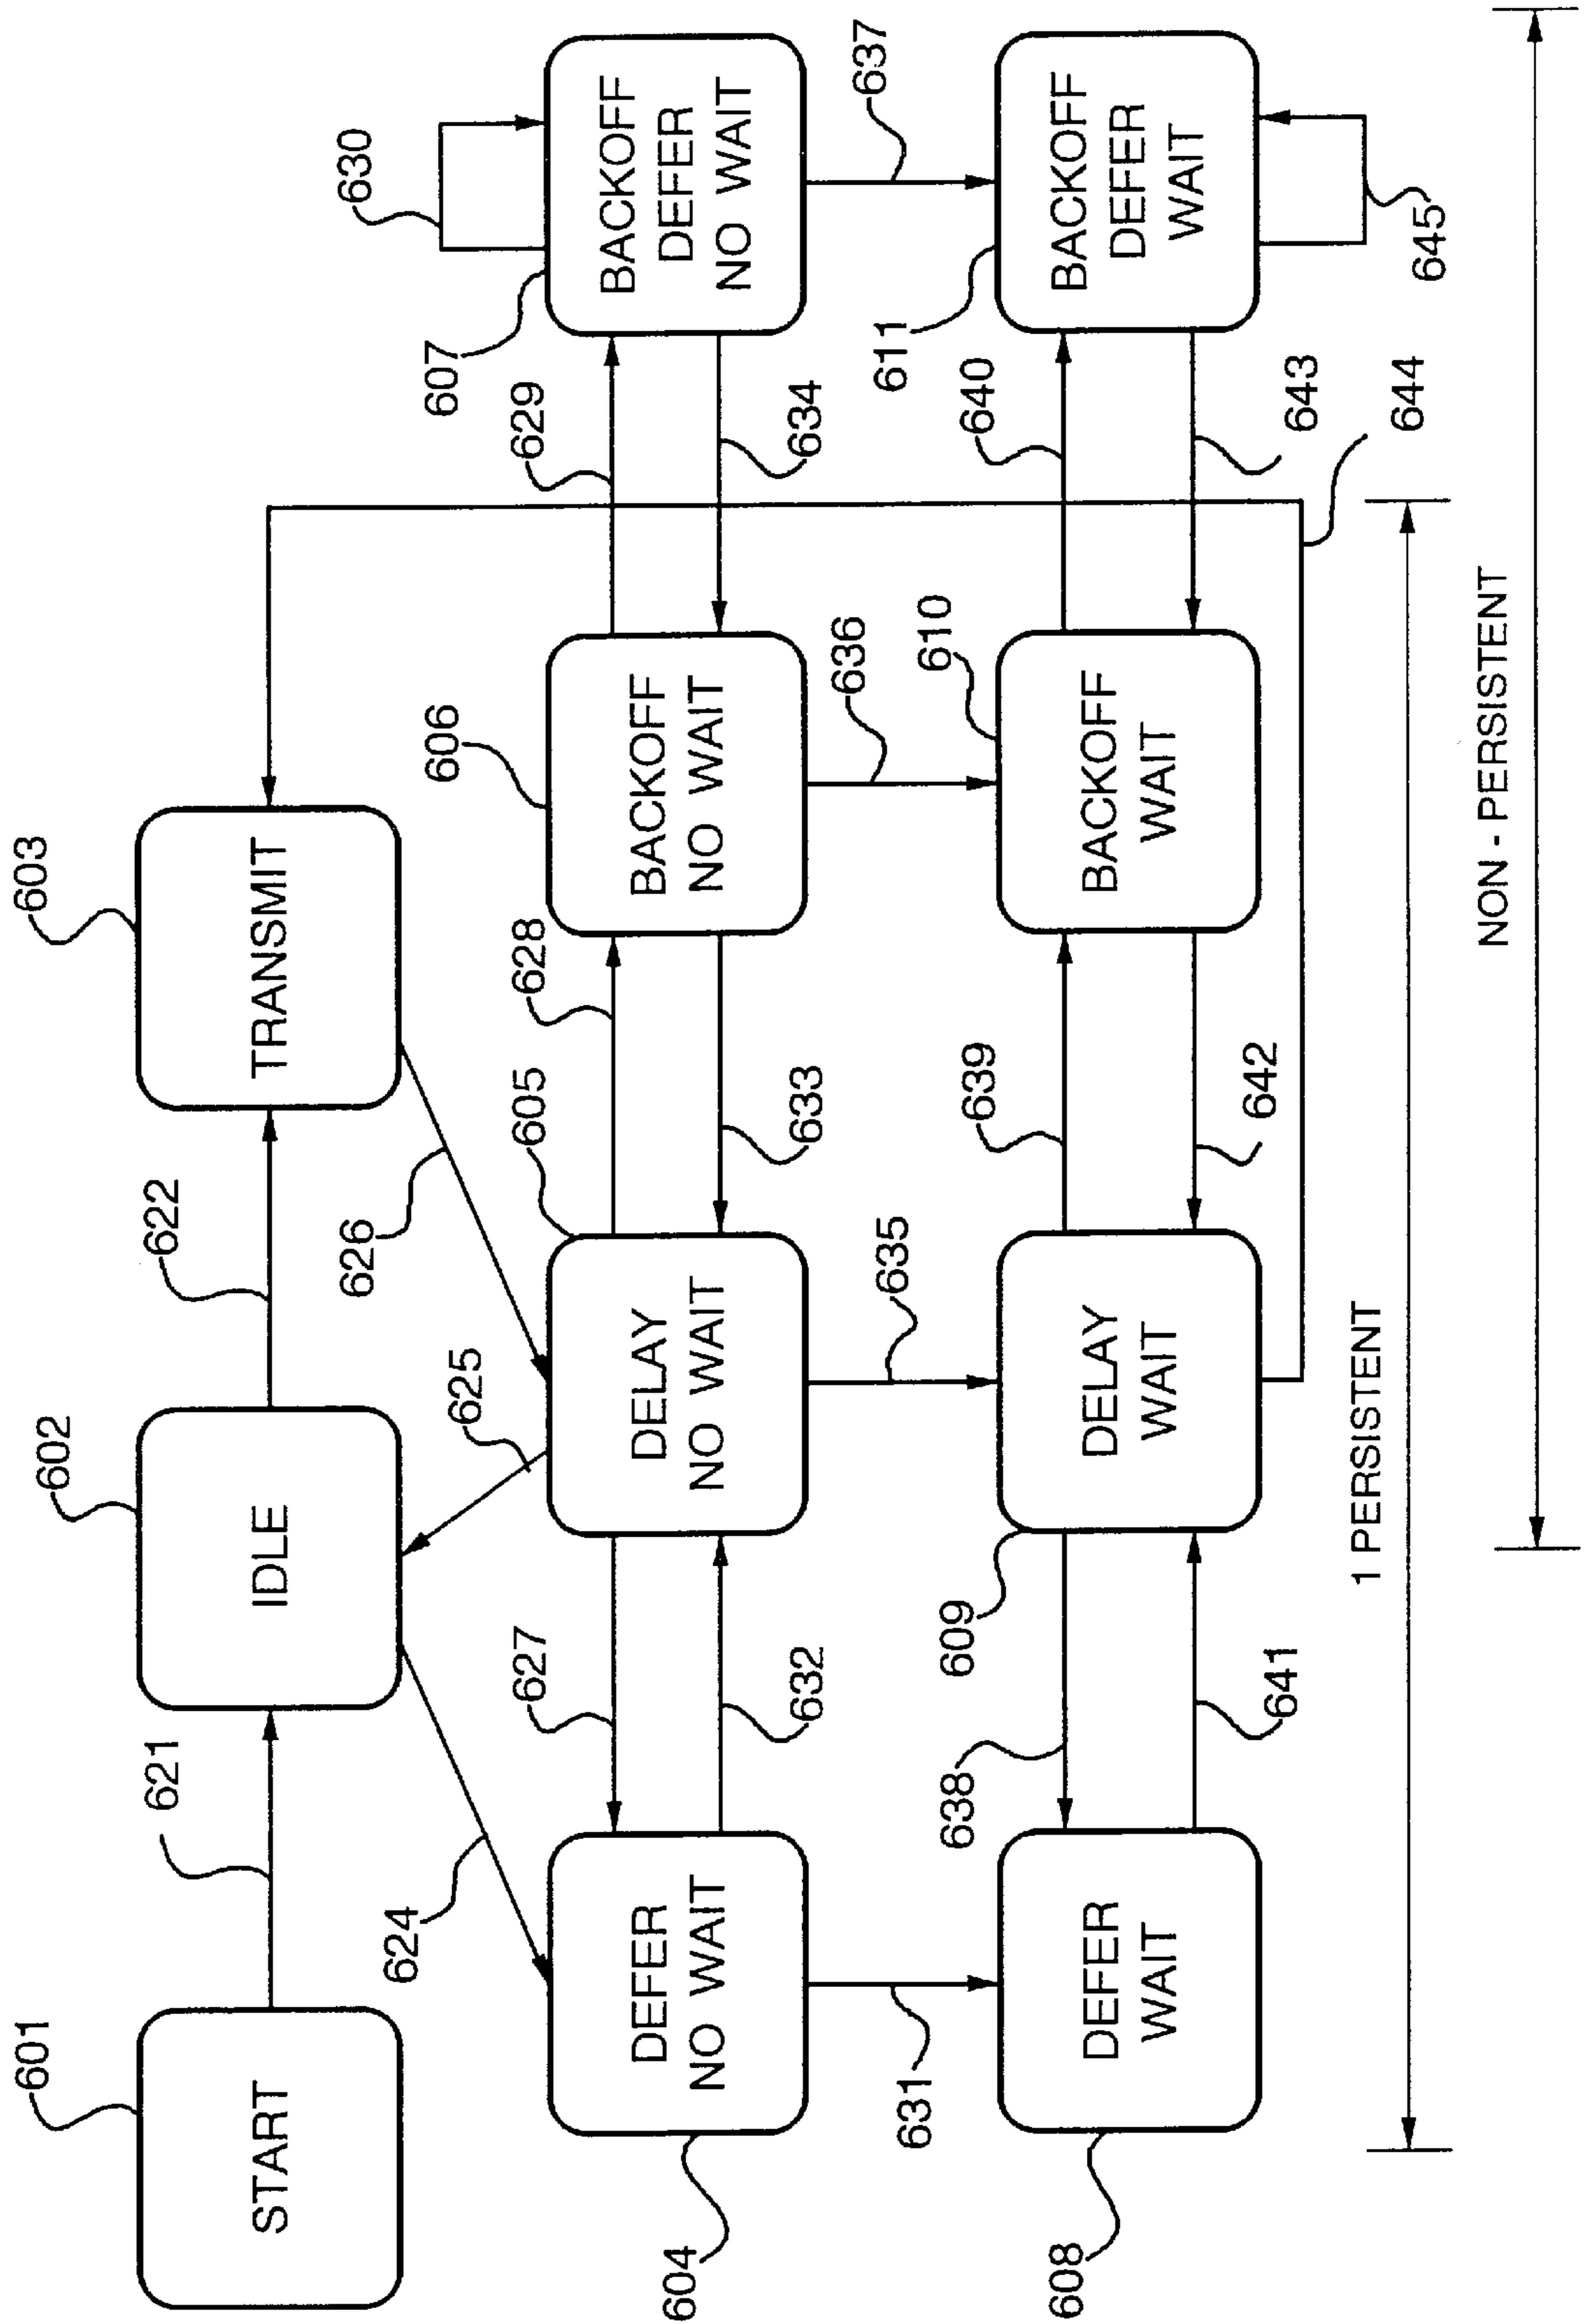 601
START
621
602
IDLE
622
603
TRANSMIT
624
625
626
604
DEFER
NO WAIT
627
632
605
DELAY
NO WAIT
628
633
606
BACKOFF
NO WAIT
629
634
607
BACKOFF
DEFER
NO WAIT
630
631
635
636
637
608
DEFER
WAIT
638
641
609
DELAY
WAIT
639
642
610
BACKOFF
WAIT
640
643
611
BACKOFF
DEFER
WAIT
645
644
1 PERSISTENT
NON - PERSISTENT